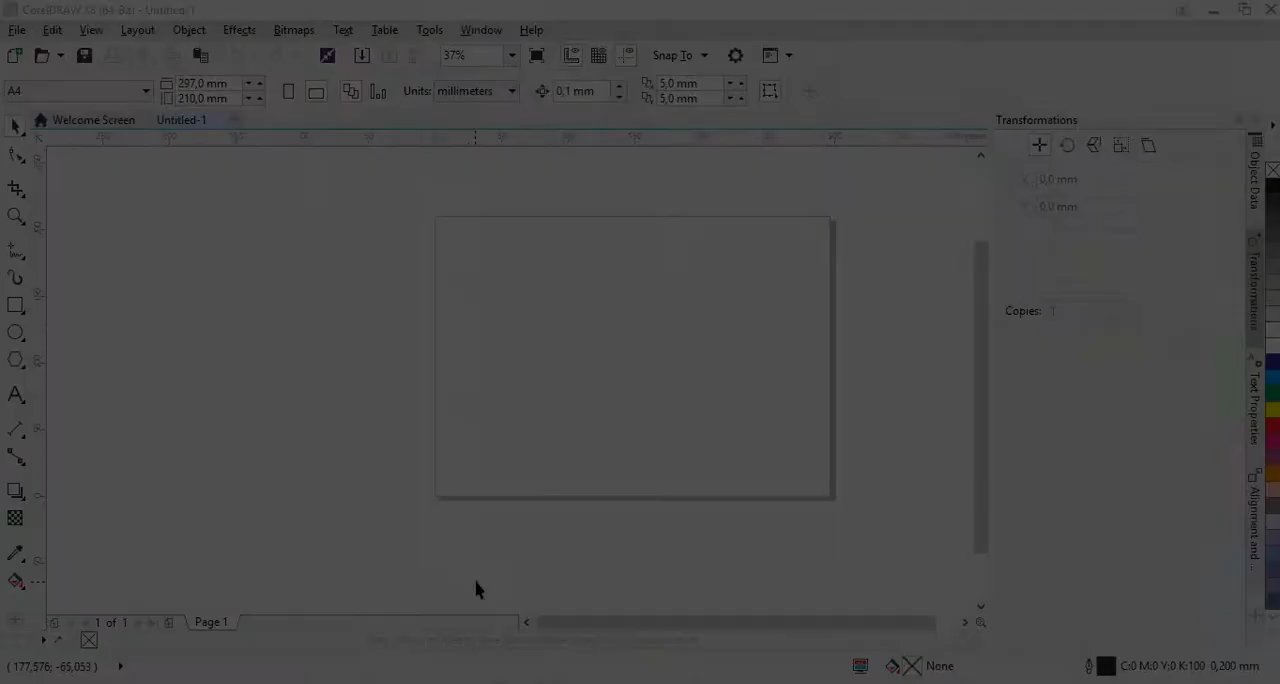 CorelDRAW X8 (64-Bit) - Untitled-1
File Edit View Layout Object Effects Bitmaps Text Table Tools Window Help
37% Snap To
A4 297,0 mm 210,0 mm Units: millimeters 0,1 mm 5,0 mm 5,0 mm
Welcome Screen Untitled-1 Transformations
0,0 mm
0,0 mm
Copies: 1
Object Data
Transformations
Text Properties
Alignment and ...
1 of 1 Page 1
( 177,576; -65,053 ) None C:0 M:0 Y:0 K:100 0,200 mm